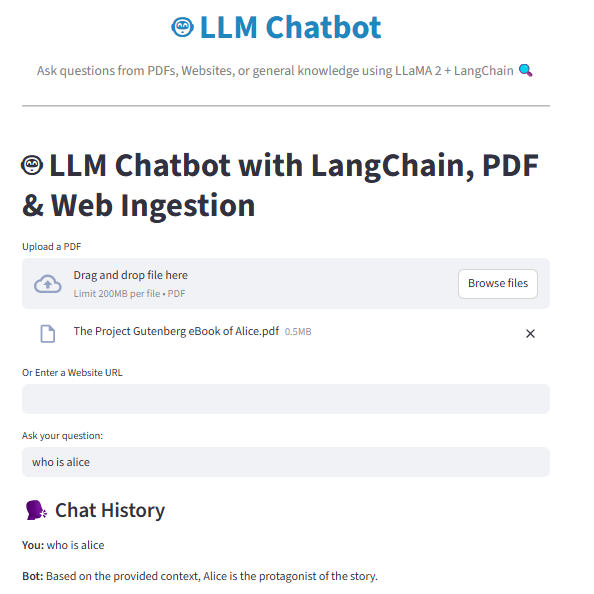 LLM Chatbot
Ask questions from PDFs, Websites, or general knowledge using LLaMA 2 + LangChain
LLM Chatbot with LangChain, PDF
& Web Ingestion
Upload a PDF
Drag and drop file here
Limit 200MB per file • PDF
Browse files
The Project Gutenberg eBook of Alice.pdf 0.5MB
Or Enter a Website URL
Ask your question:
who is alice
Chat History
You: who is alice
Bot: Based on the provided context, Alice is the protagonist of the story.